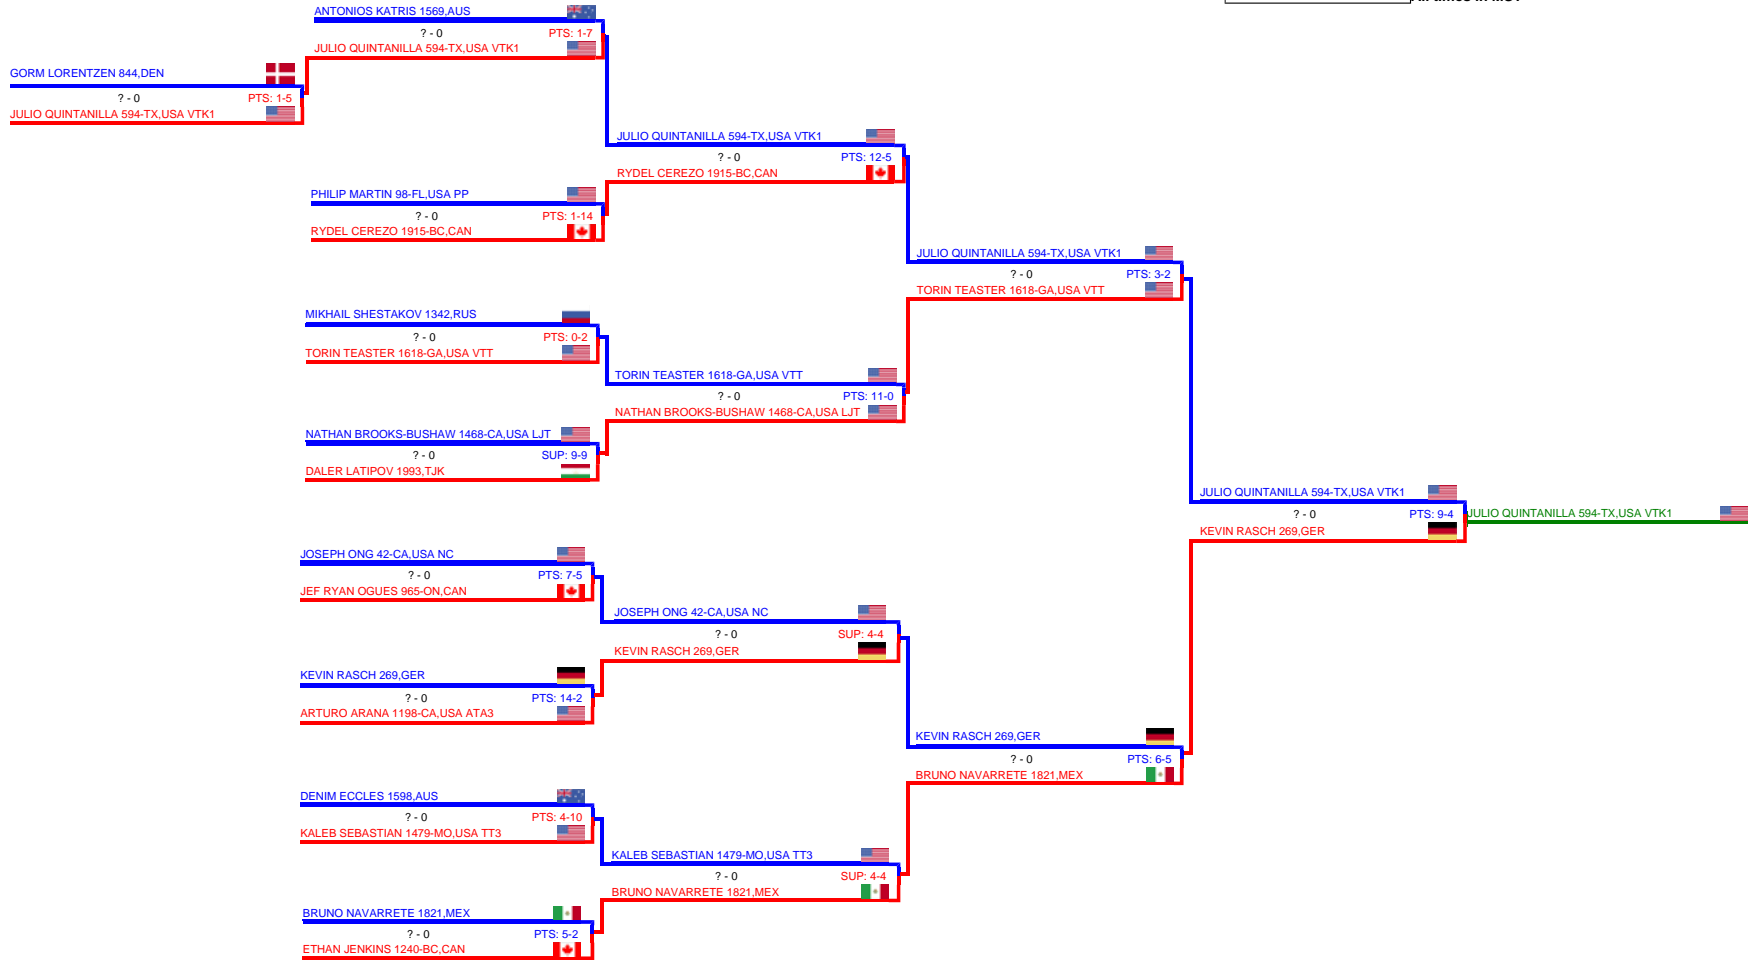 ANTONIOS KATRIS 1569,AUS
? - 0
PTS: 1-7
JULIO QUINTANILLA 594-TX,USA VTK1
GORM LORENTZEN 844,DEN
? - 0
PTS: 1-5
JULIO QUINTANILLA 594-TX,USA VTK1
JULIO QUINTANILLA 594-TX,USA VTK1
? - 0
PTS: 12-5
RYDEL CEREZO 1915-BC,CAN
PHILIP MARTIN 98-FL,USA PP
? - 0
PTS: 1-14
RYDEL CEREZO 1915-BC,CAN
JULIO QUINTANILLA 594-TX,USA VTK1
? - 0
PTS: 3-2
TORIN TEASTER 1618-GA,USA VTT
MIKHAIL SHESTAKOV 1342,RUS
? - 0
PTS: 0-2
TORIN TEASTER 1618-GA,USA VTT
TORIN TEASTER 1618-GA,USA VTT
? - 0
PTS: 11-0
NATHAN BROOKS-BUSHAW 1468-CA,USA LJT
NATHAN BROOKS-BUSHAW 1468-CA,USA LJT
? - 0
SUP: 9-9
DALER LATIPOV 1993,TJK
JULIO QUINTANILLA 594-TX,USA VTK1
? - 0
PTS: 9-4
KEVIN RASCH 269,GER
JULIO QUINTANILLA 594-TX,USA VTK1
JOSEPH ONG 42-CA,USA NC
? - 0
PTS: 7-5
JEF RYAN OGUES 965-ON,CAN
JOSEPH ONG 42-CA,USA NC
? - 0
SUP: 4-4
KEVIN RASCH 269,GER
KEVIN RASCH 269,GER
? - 0
PTS: 14-2
ARTURO ARANA 1198-CA,USA ATA3
KEVIN RASCH 269,GER
? - 0
PTS: 6-5
BRUNO NAVARRETE 1821,MEX
DENIM ECCLES 1598,AUS
? - 0
PTS: 4-10
KALEB SEBASTIAN 1479-MO,USA TT3
KALEB SEBASTIAN 1479-MO,USA TT3
? - 0
SUP: 4-4
BRUNO NAVARRETE 1821,MEX
BRUNO NAVARRETE 1821,MEX
? - 0
PTS: 5-2
ETHAN JENKINS 1240-BC,CAN